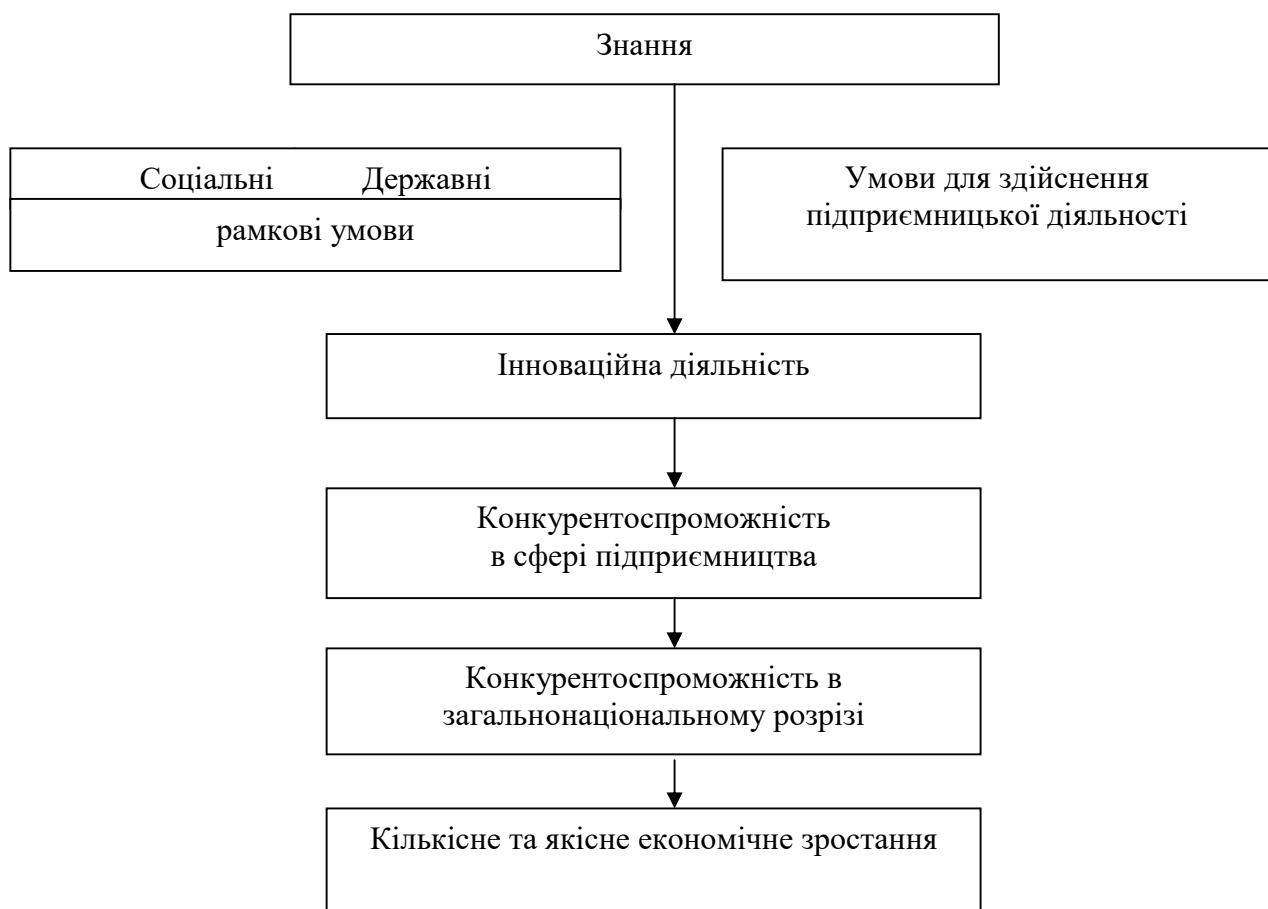 Знання
Соціальні Державні
рамкові умови
Умови для здійснення
підприємницької діяльності
Інноваційна діяльність
Конкурентоспроможність
в сфері підприємництва
Конкурентоспроможність в
загальнонаціональному розрізі
Кількісне та якісне економічне зростання